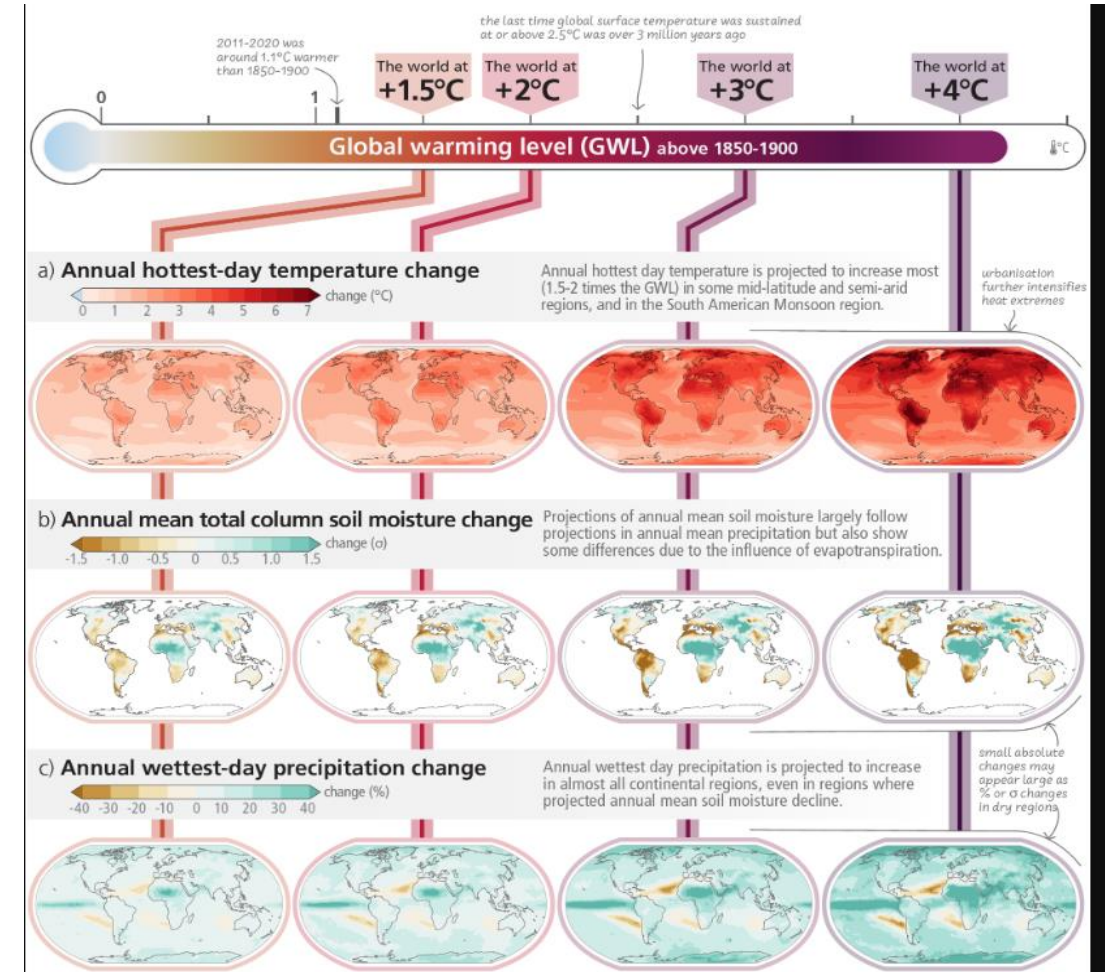 the last time global surface temperature was sustained
at or above 2.5°C was over 3 million years ago
2011-2020 was
around 1.1°C warmer
than 1850-1900
The world at
+1.5°C
The world at
+2°C
The world at
+3°C
The world at
+4°C
0
1
Global warming level (GWL) above 1850-1900
°C
a) Annual hottest-day temperature change
change (°C)
0 1 2 3 4 5 6 7
Annual hottest day temperature is projected to increase most
(1.5-2 times the GWL) in some mid-latitude and semi-arid
regions, and in the South American Monsoon region.
urbanisation
further intensifies
heat extremes
b) Annual mean total column soil moisture change
change (σ)
-1.5 -1.0 -0.5 0 0.5 1.0 1.5
Projections of annual mean soil moisture largely follow
projections in annual mean precipitation but also show
some differences due to the influence of evapotranspiration.
c) Annual wettest-day precipitation change
change (%)
-40 -30 -20 -10 0 10 20 30 40
Annual wettest day precipitation is projected to increase
in almost all continental regions, even in regions where
projected annual mean soil moisture decline.
small absolute
changes may
appear large as
% or σ changes
in dry regions